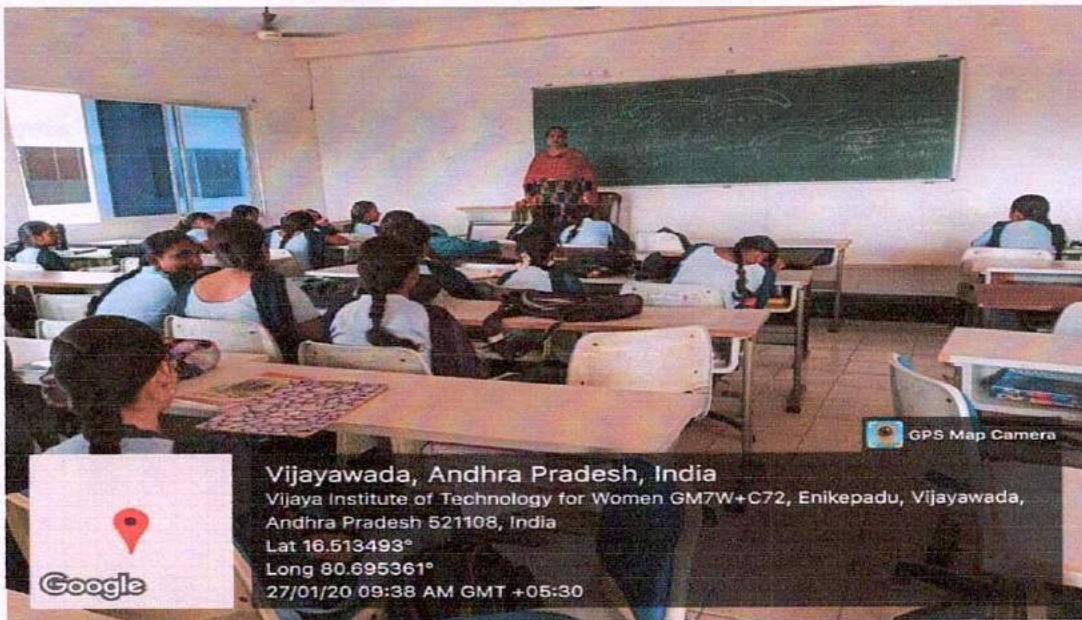 GPS Map Camera
Vijayawada, Andhra Pradesh, India
Vijaya Institute of Technology for Women GM7W+C72, Enikepadu, Vijayawada,
Andhra Pradesh 521108, India
Lat 16.513493°
Long 80.695361°
27/01/20 09:38 AM GMT +05:30
Google